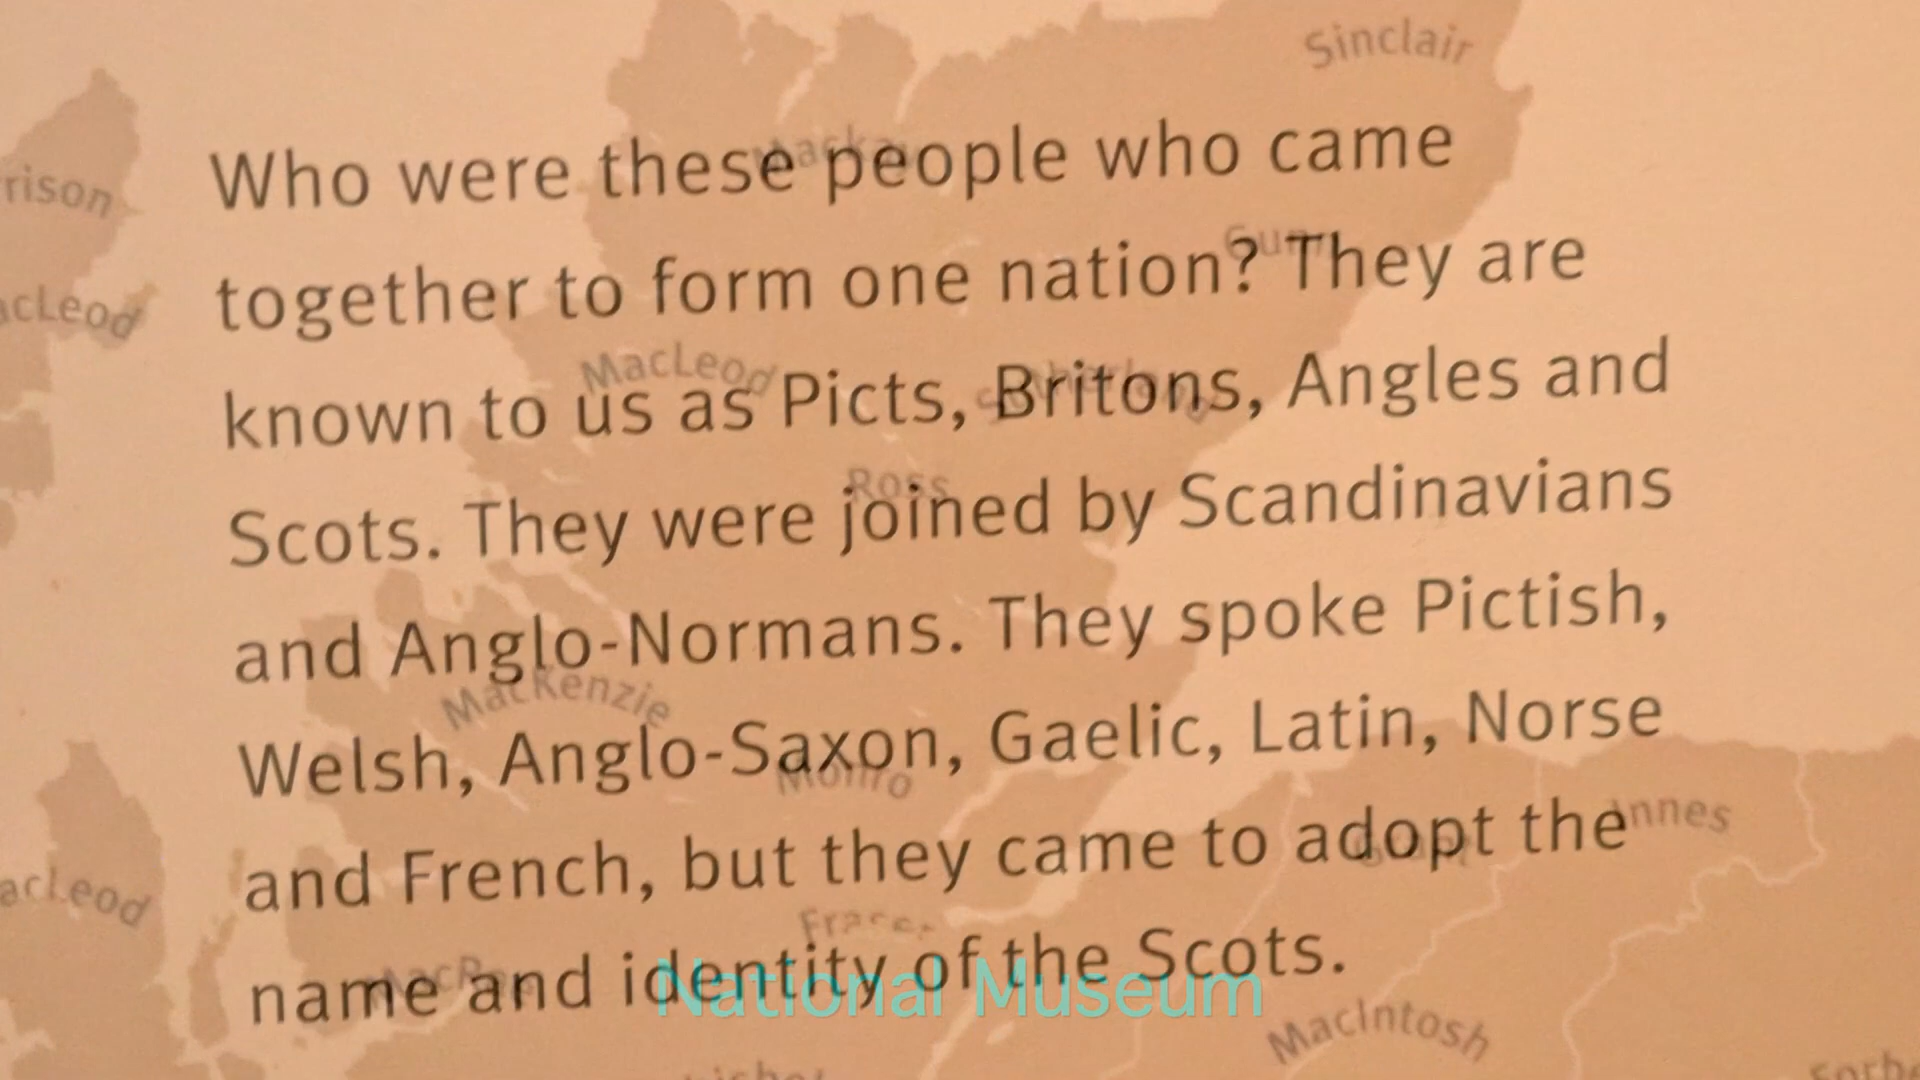 Sinclair
Who were these people who came
rison
together to form one nation? They are
acLeod
MacLeod
known to us as Picts, Britons, Angles and
Ross
Scots. They were joined by Scandinavians
and Anglo-Normans. They spoke Pictish,
MacKenzie
Welsh, Anglo-Saxon, Gaelic, Latin, Norse
Monro
Innes
and French, but they came to adopt the
acLeod
Fraser
name and identity of the Scots.
National Museum
MacIntosh